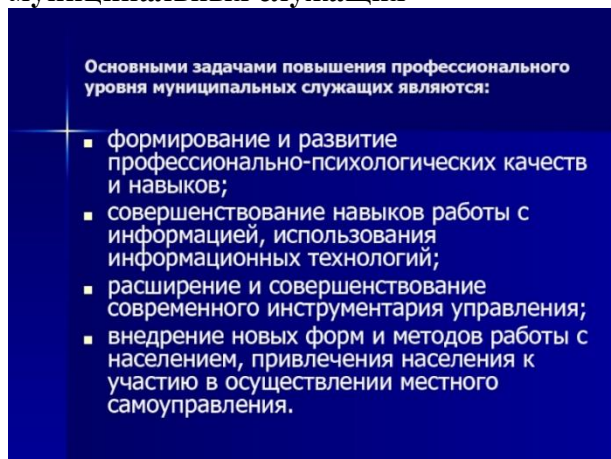 муниципальных служащих
Основными задачами повышения профессионального
уровня муниципальных служащих являются:
формирование и развитие
профессионально-психологических качеств
и навыков;
совершенствование навыков работы с
информацией, использования
информационных технологий;
расширение и совершенствование
современного инструментария управления;
внедрение новых форм и методов работы с
населением, привлечения населения к
участию в осуществлении местного
самоуправления.